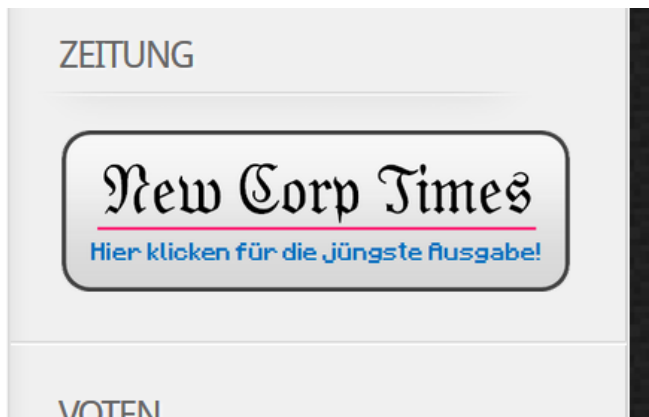 ZEITUNG
New Corp Times
Hier klicken für die jüngste Ausgabe!
VOTEN